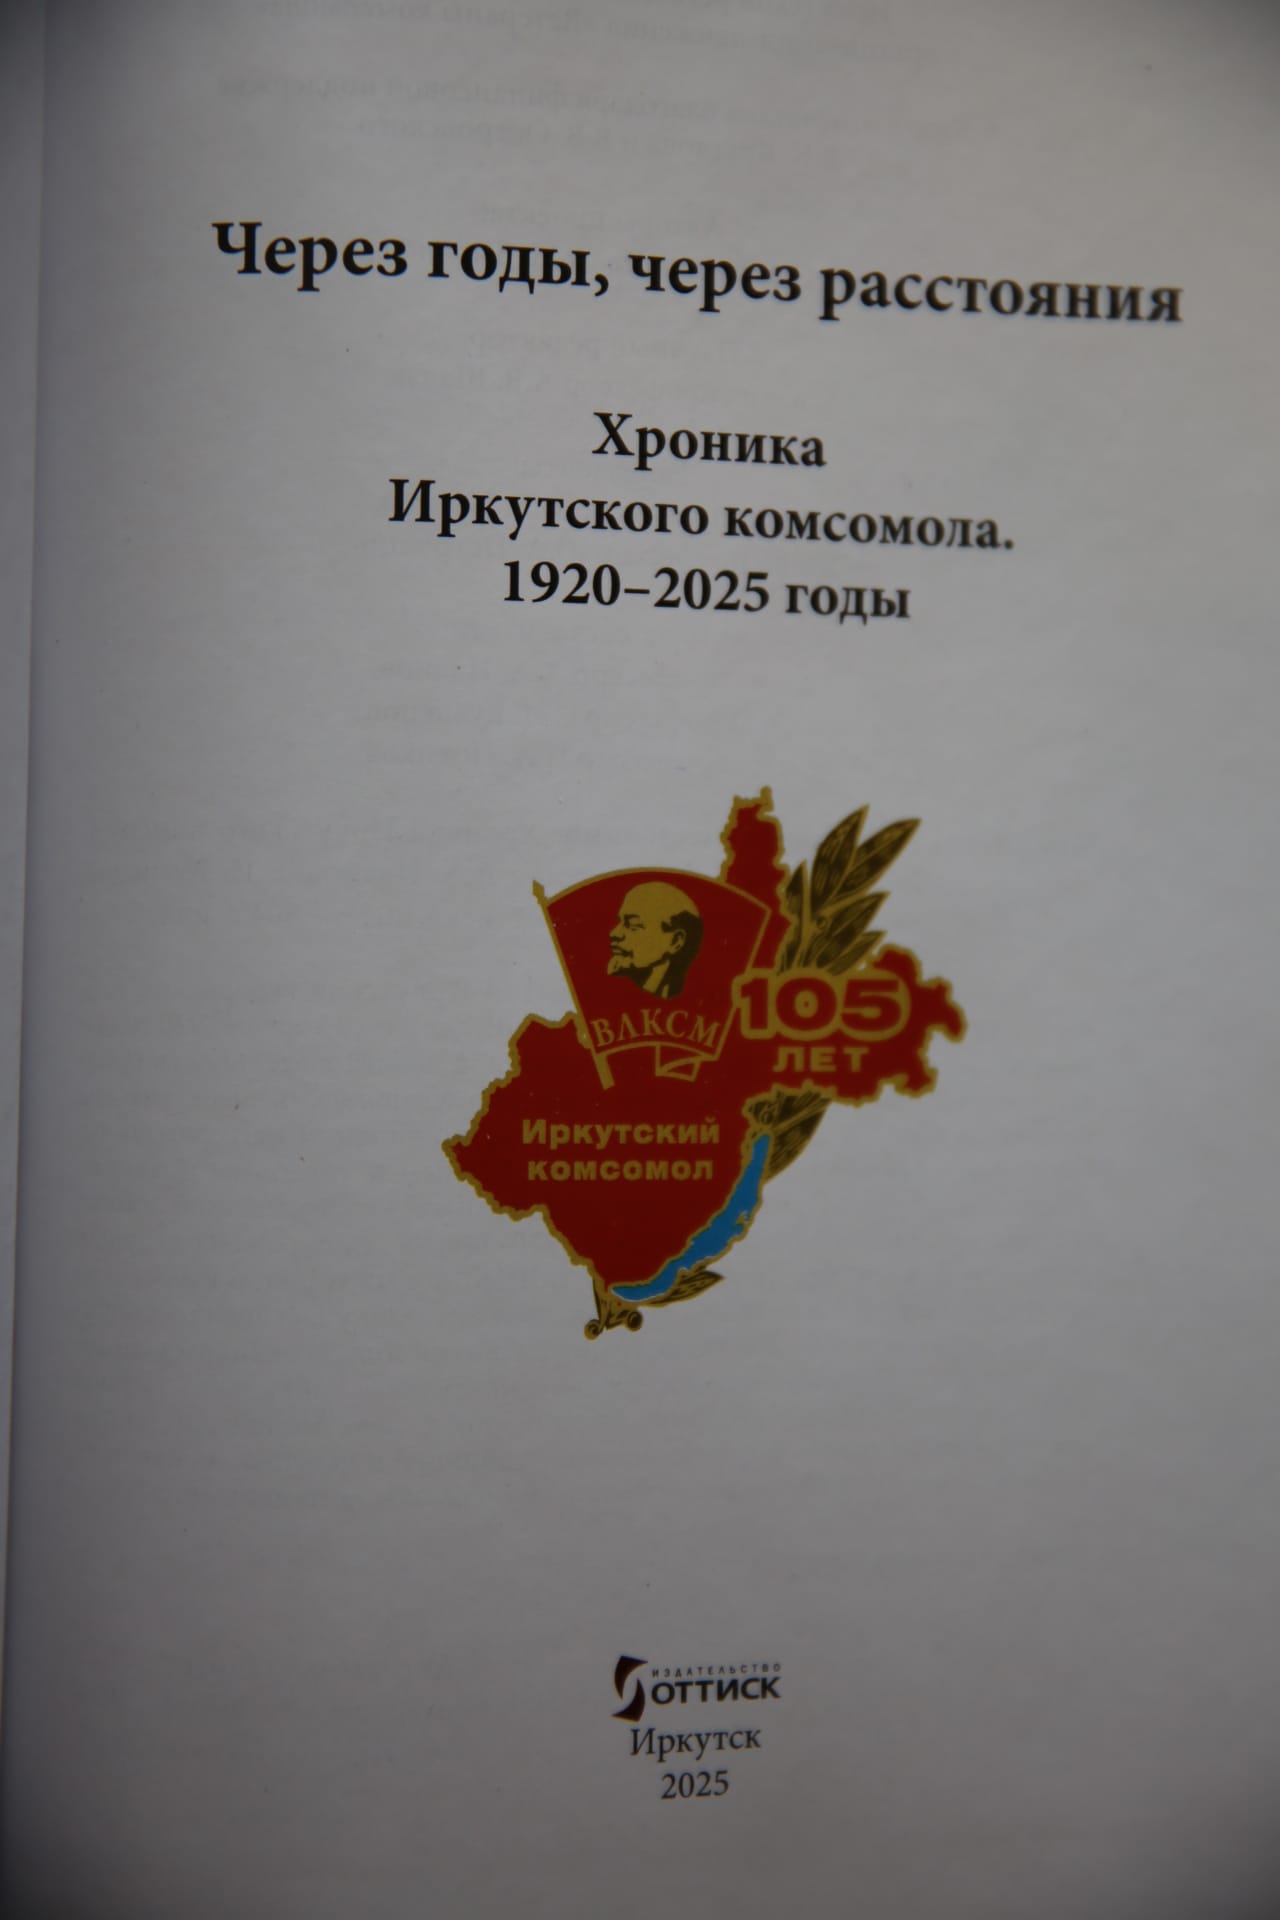 Через годы, через расстояния
Хроника
Иркутского комсомола.
1920–2025 годы
ВЛКСМ
105
ЛЕТ
Иркутский
комсомол
ИЗДАТЕЛЬСТВО
ОТТИСК
Иркутск
2025